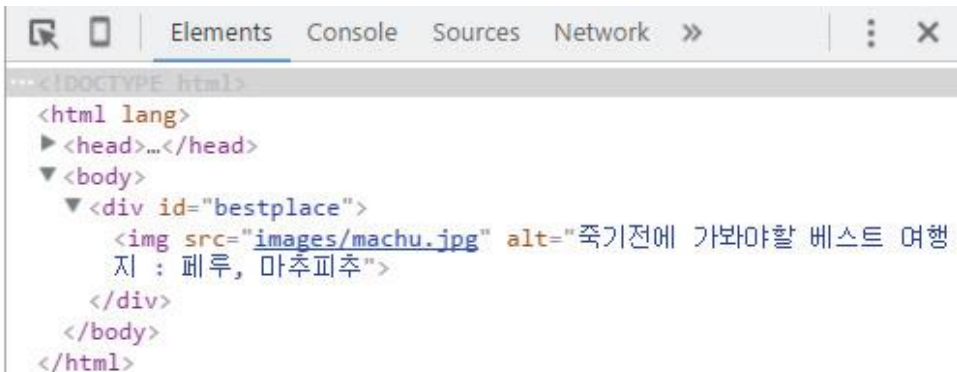 Elements Console Sources Network »
...<!DOCTYPE html>
<html lang>
<head>…</head>
<body>
<div id="bestplace">
<img src="images/machu.jpg" alt="죽기전에 가봐야할 베스트 여행
지 : 페루, 마추피추">
</div>
</body>
</html>